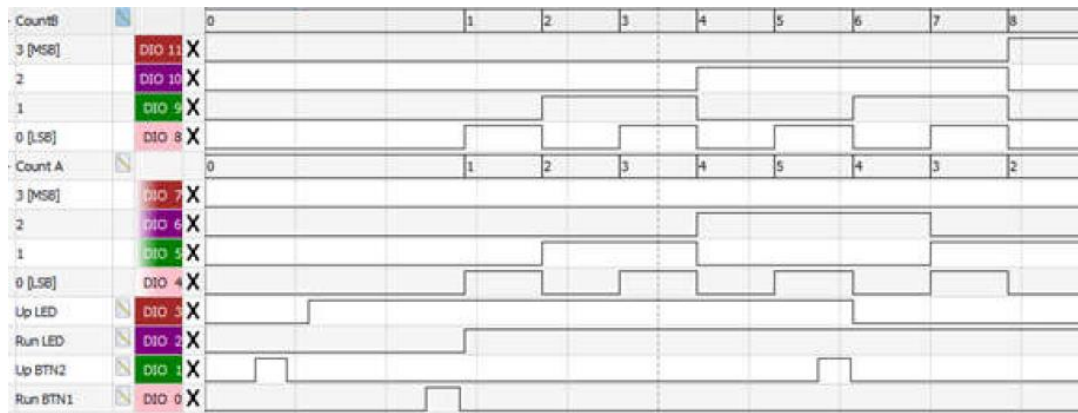 CountB 0 1 2 3 4 5 6 7 8
3 [MSB] DIO 11 X
2 DIO 10 X
1 DIO 9 X
0 [LSB] DIO 8 X
Count A 0 1 2 3 4 5 4 3 2
3 [MSB] DIO 7 X
2 DIO 6 X
1 DIO 5 X
0 [LSB] DIO 4 X
Up LED DIO 3 X
Run LED DIO 2 X
Up BTN2 DIO 1 X
Run BTN1 DIO 0 X